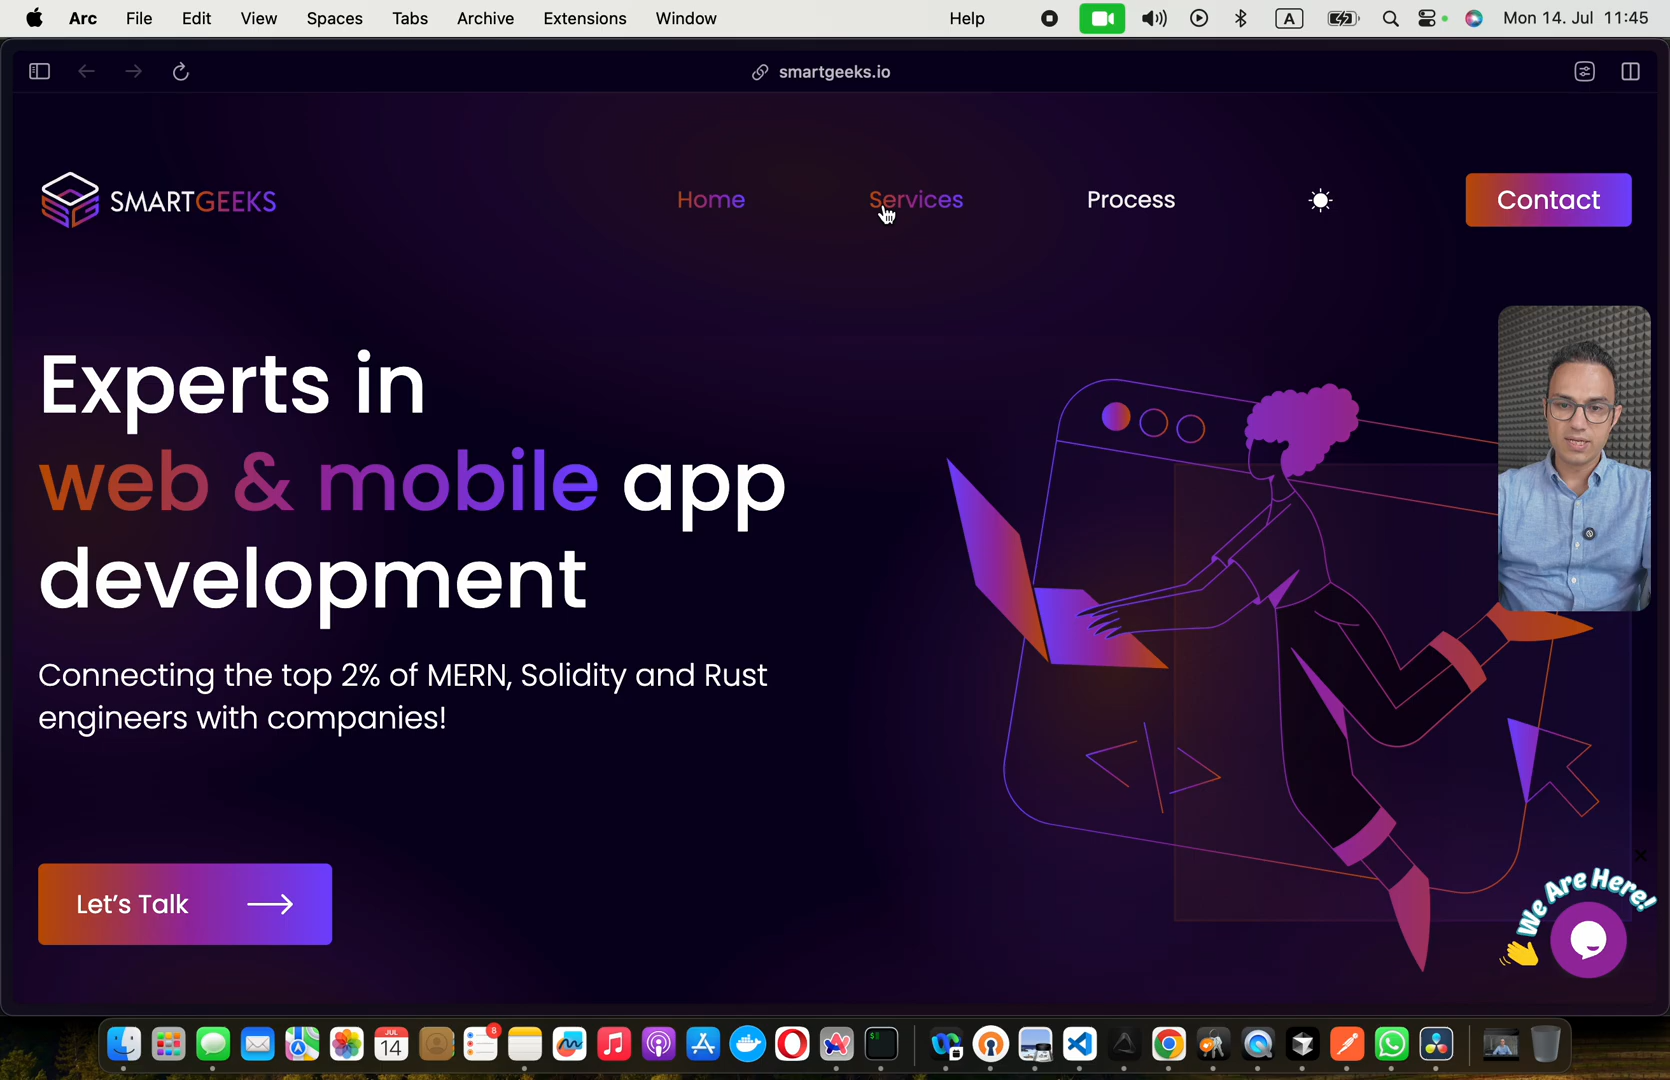 Arc File Edit View Spaces Tabs Archive Extensions Window Help A Mon 14. Jul 11:45
smartgeeks.io
SMARTGEEKS Home Services Process Contact
Experts in
web & mobile app
development
Connecting the top 2% of MERN, Solidity and Rust
engineers with companies!
Let's Talk
We Are Here!
8
JUL
14